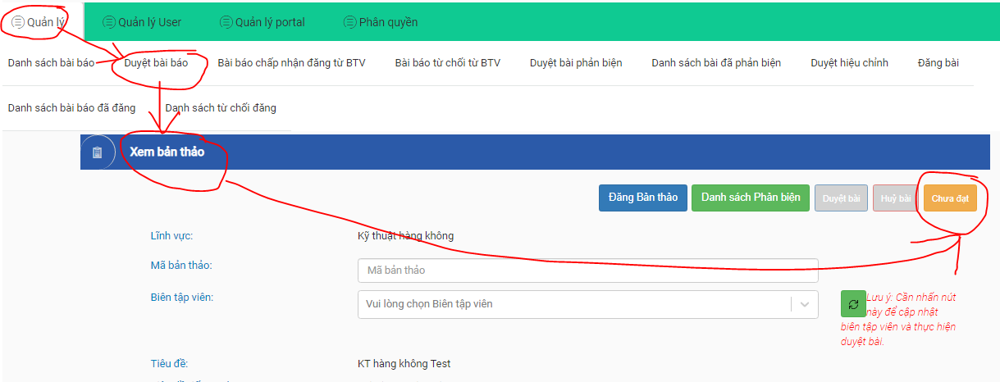 Quản lý Quản lý User Quản lý portal Phân quyền
Danh sách bài báo Duyệt bài báo Bài báo chấp nhận đăng từ BTV Bài báo từ chối từ BTV Duyệt bài phản biện Danh sách bài đã phản biện Duyệt hiệu chỉnh Đăng bài
Danh sách bài báo đã đăng Danh sách từ chối đăng
Xem bản thảo
Đăng Bản thảo Danh sách Phản biện Duyệt bài Huỷ bài Chưa đạt
Lĩnh vực: Kỹ thuật hàng không
Mã bản thảo: Mã bản thảo
Biên tập viên: Vui lòng chọn Biên tập viên
Lưu ý: Cần nhấn nút
này để cập nhật
biên tập viên và thực hiện
duyệt bài.
Tiêu đề: KT hàng không Test